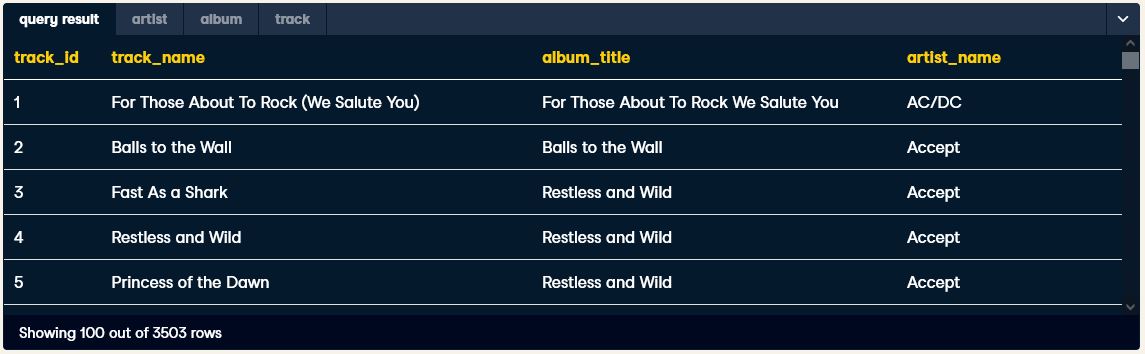 query result artist album track
track_id track_name album_title artist_name
1 For Those About To Rock (We Salute You) For Those About To Rock We Salute You AC/DC
2 Balls to the Wall Balls to the Wall Accept
3 Fast As a Shark Restless and Wild Accept
4 Restless and Wild Restless and Wild Accept
5 Princess of the Dawn Restless and Wild Accept
Showing 100 out of 3503 rows